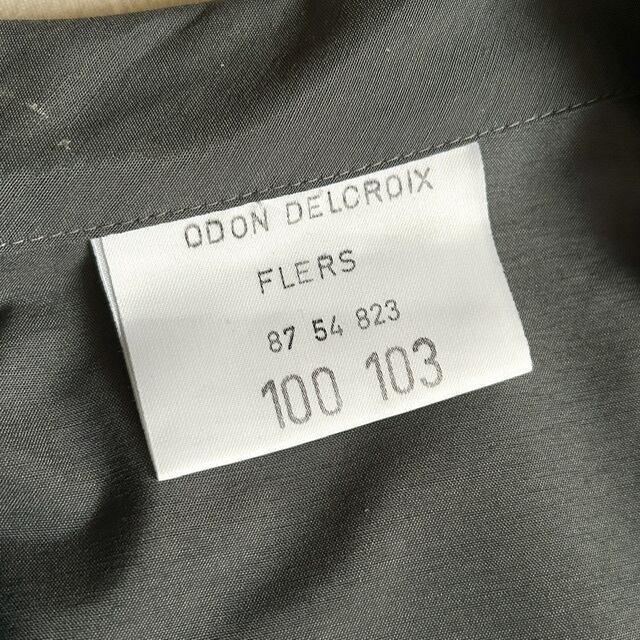 ODON DELCROIX
FLERS
87 54 823
100 103